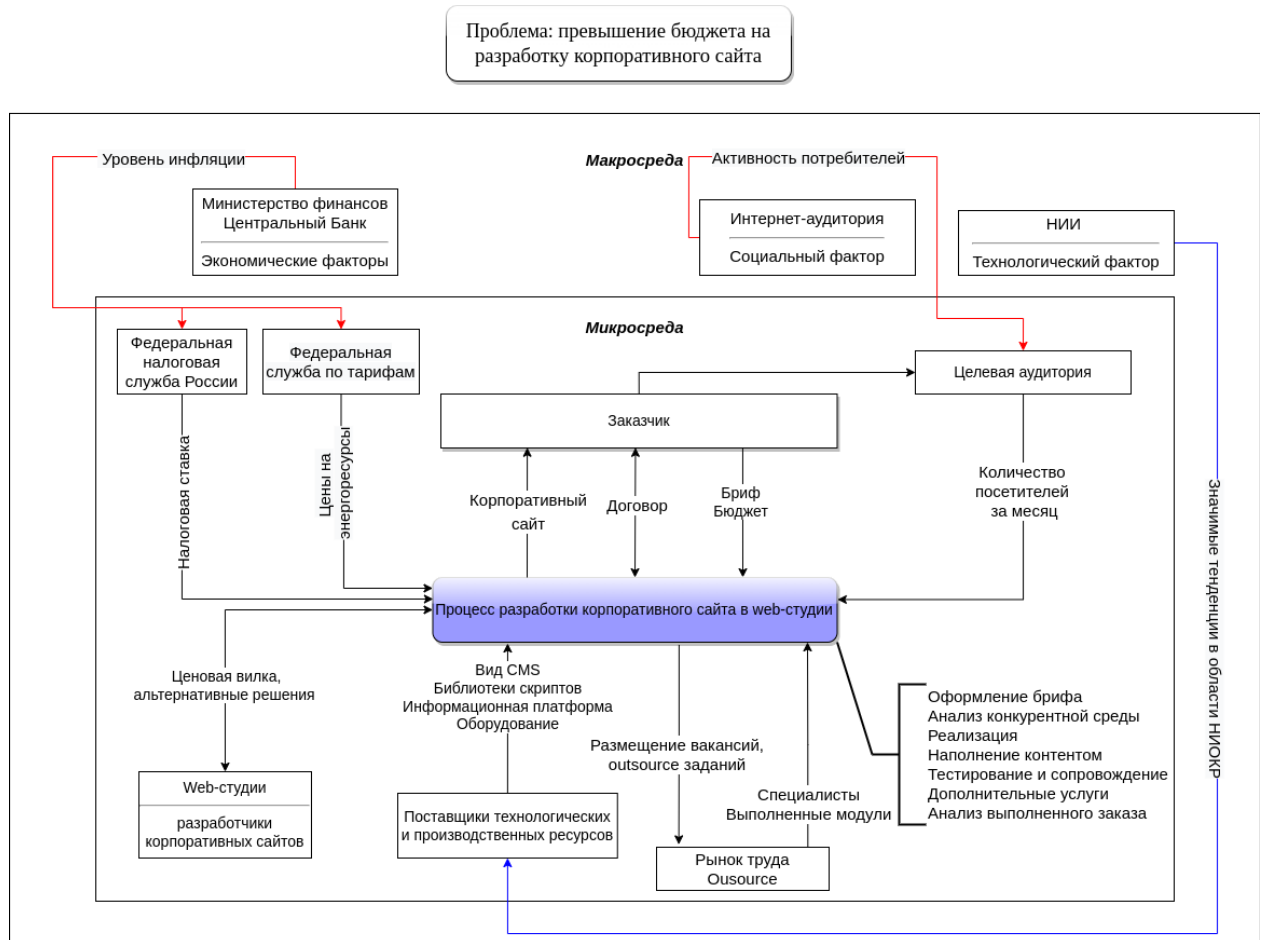 Проблема: превышение бюджета на
разработку корпоративного сайта
Уровень инфляции
Макросреда
Активность потребителей
Министерство финансов
Центральный Банк
Экономические факторы
Интернет-аудитория
Социальный фактор
НИИ
Технологический фактор
Микросреда
Федеральная
налоговая
служба России
Федеральная
служба по тарифам
Целевая аудитория
Заказчик
Налоговая ставка
Цены на
энергоресурсы
Корпоративный
сайт
Договор
Бриф
Бюджет
Количество
посетителей
за месяц
Значимые тенденции в области НИОКР
Процесс разработки корпоративного сайта в web-студии
Ценовая вилка,
альтернативные решения
Вид CMS
Библиотеки скриптов
Информационная платформа
Оборудование
Размещение вакансий,
outsource заданий
Специалисты
Выполненные модули
Оформление брифа
Анализ конкурентной среды
Реализация
Наполнение контентом
Тестирование и сопровождение
Дополнительные услуги
Анализ выполненного заказа
Web-студии
разработчики
корпоративных сайтов
Поставщики технологических
и производственных ресурсов
Рынок труда
Ousource